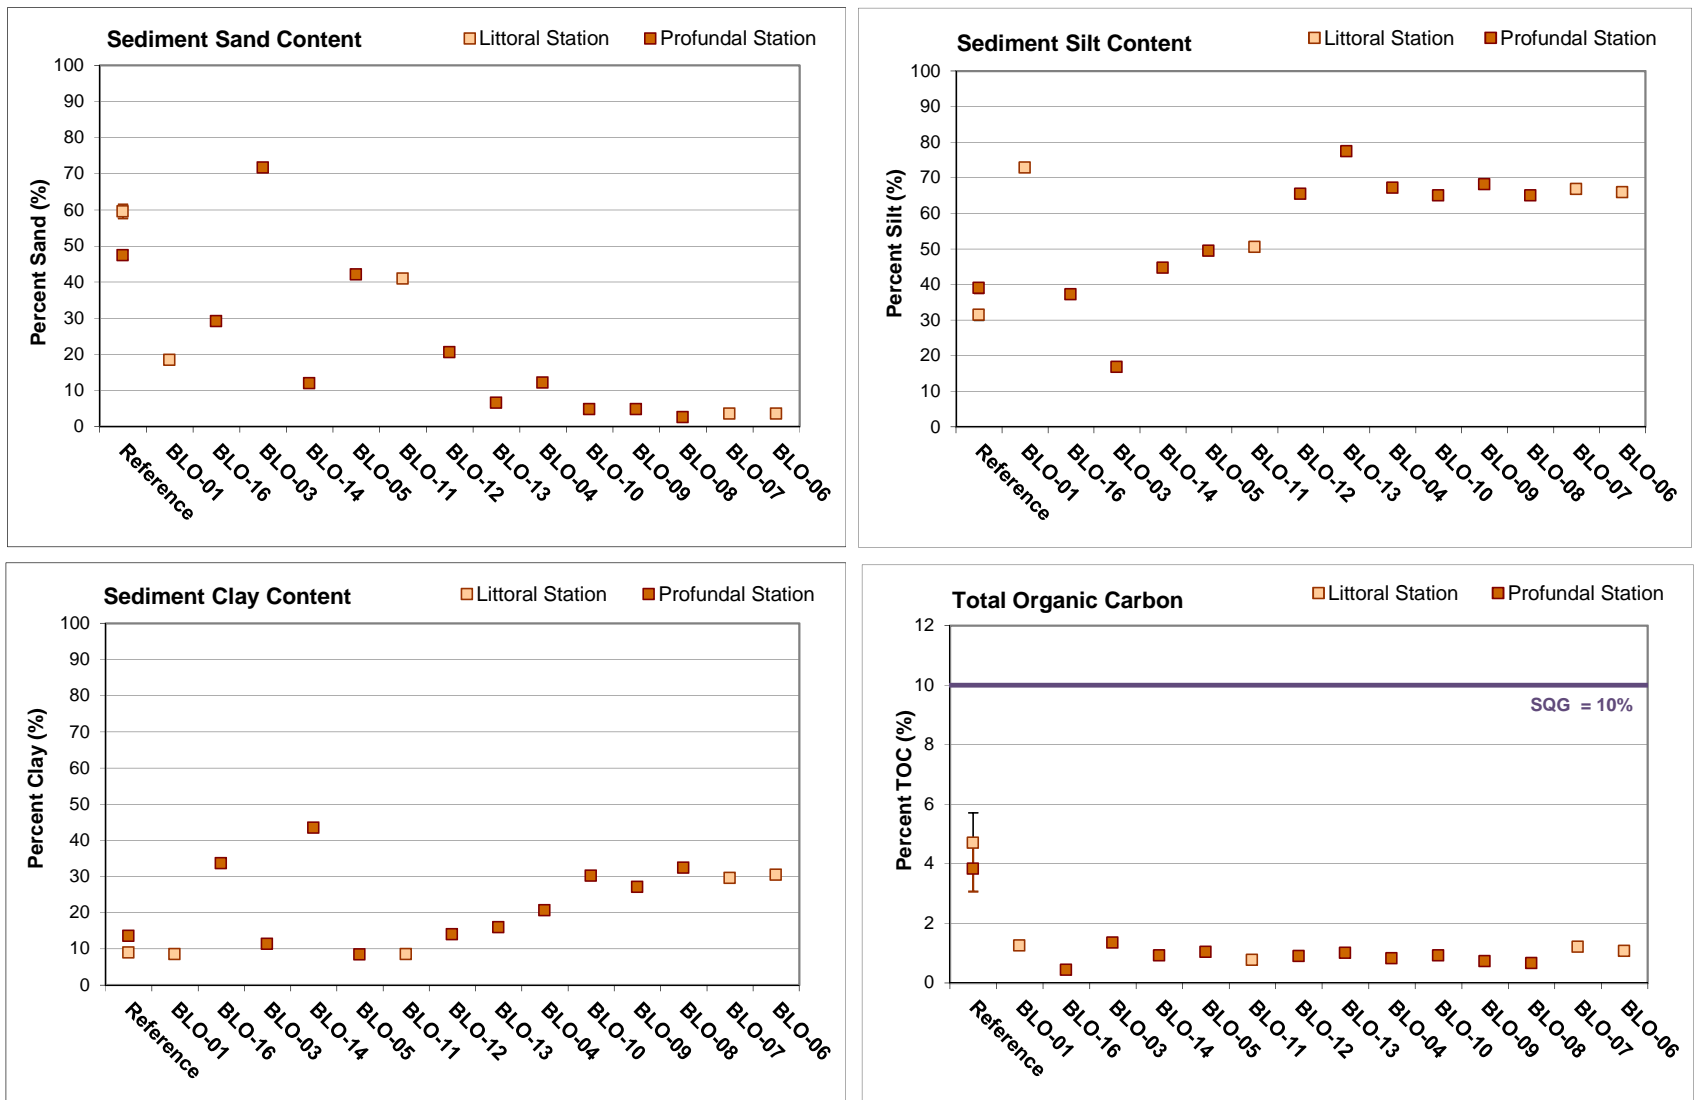 Sediment Sand Content
Littoral Station
Profundal Station
Percent Sand (%)
100
90
80
70
60
50
40
30
20
10
0
Reference
BLO-01
BLO-16
BLO-03
BLO-14
BLO-05
BLO-11
BLO-12
BLO-13
BLO-04
BLO-10
BLO-09
BLO-08
BLO-07
BLO-06
Sediment Silt Content
Littoral Station
Profundal Station
Percent Silt (%)
100
90
80
70
60
50
40
30
20
10
0
Reference
BLO-01
BLO-16
BLO-03
BLO-14
BLO-05
BLO-11
BLO-12
BLO-13
BLO-04
BLO-10
BLO-09
BLO-08
BLO-07
BLO-06
Sediment Clay Content
Littoral Station
Profundal Station
Percent Clay (%)
100
90
80
70
60
50
40
30
20
10
0
Reference
BLO-01
BLO-16
BLO-03
BLO-14
BLO-05
BLO-11
BLO-12
BLO-13
BLO-04
BLO-10
BLO-09
BLO-08
BLO-07
BLO-06
Total Organic Carbon
Littoral Station
Profundal Station
Percent TOC (%)
12
10
8
6
4
2
0
SQG = 10%
Reference
BLO-01
BLO-16
BLO-03
BLO-14
BLO-05
BLO-11
BLO-12
BLO-13
BLO-04
BLO-10
BLO-09
BLO-08
BLO-07
BLO-06